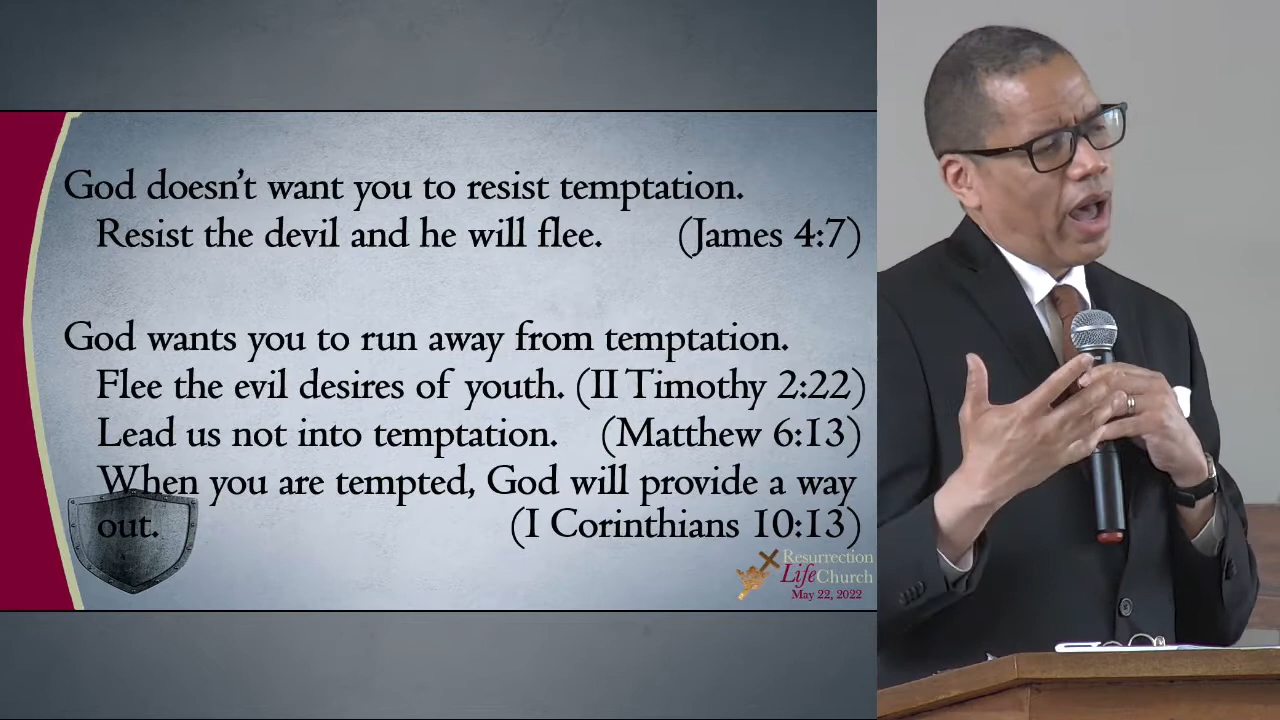 God doesn't want you to resist temptation.
Resist the devil and he will flee. (James 4:7)
God wants you to run away from temptation.
Flee the evil desires of youth. (II Timothy 2:22)
Lead us not into temptation. (Matthew 6:13)
When you are tempted, God will provide a way
out. (I Corinthians 10:13)
Resurrection
LifeChurch
May 22, 2022